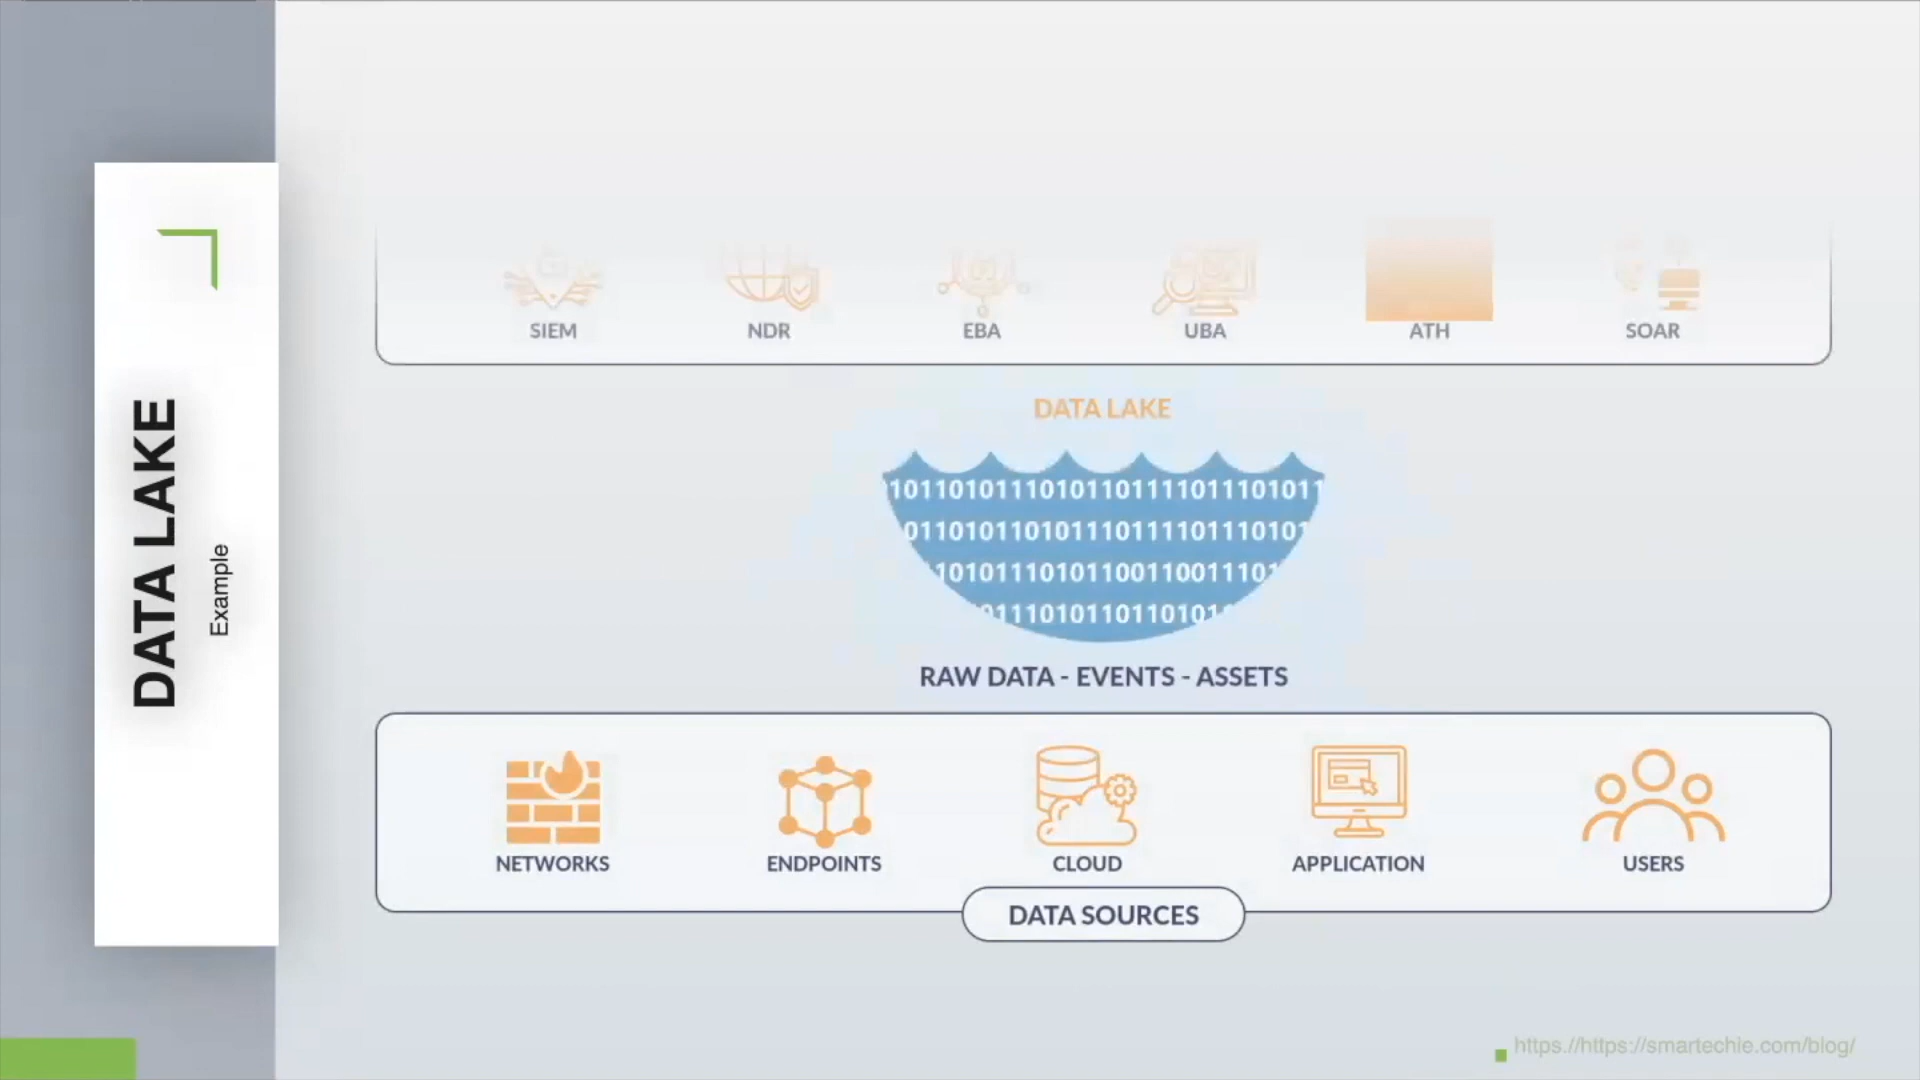 DATA LAKE
Example
SIEM
NDR
EBA
UBA
ATH
SOAR
DATA LAKE
RAW DATA - EVENTS - ASSETS
NETWORKS
ENDPOINTS
CLOUD
APPLICATION
USERS
DATA SOURCES
https.//https://smartechie.com/blog/